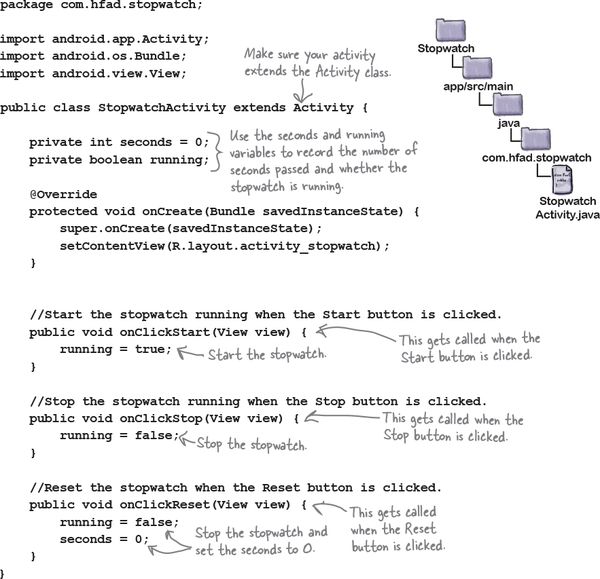 package com.hfad.stopwatch;
import android.app.Activity;
import android.os.Bundle;
import android.view.View;
Make sure your activity
extends the Activity class.
public class StopwatchActivity extends Activity {
private int seconds = 0;
private boolean running;
Use the seconds and running
variables to record the number of
seconds passed and whether the
stopwatch is running.
@Override
protected void onCreate(Bundle savedInstanceState) {
super.onCreate(savedInstanceState);
setContentView(R.layout.activity_stopwatch);
}
//Start the stopwatch running when the Start button is clicked.
public void onClickStart(View view) {
This gets called when the
Start button is clicked.
running = true;
Start the stopwatch.
}
//Stop the stopwatch running when the Stop button is clicked.
public void onClickStop(View view) {
This gets called when the
Stop button is clicked.
running = false;
Stop the stopwatch.
}
//Reset the stopwatch when the Reset button is clicked.
public void onClickReset(View view) {
This gets called
when the Reset
button is clicked.
running = false;
seconds = 0;
Stop the stopwatch and
set the seconds to 0.
}
}
Stopwatch
app/src/main
java
com.hfad.stopwatch
Stopwatch
Activity.java